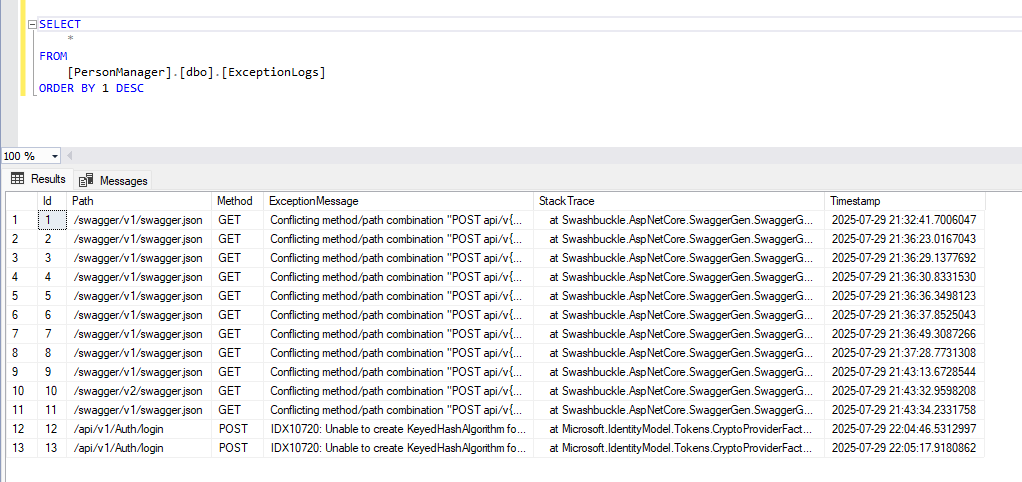 SELECT
*
FROM
[PersonManager].[dbo].[ExceptionLogs]
ORDER BY 1 DESC
100 %
Results Messages
Id Path Method ExceptionMessage StackTrace Timestamp
1 1 /swagger/v1/swagger.json GET Conflicting method/path combination "POST api/v{... at Swashbuckle.AspNetCore.SwaggerGen.SwaggerG... 2025-07-29 21:32:41.7006047
2 2 /swagger/v1/swagger.json GET Conflicting method/path combination "POST api/v{... at Swashbuckle.AspNetCore.SwaggerGen.SwaggerG... 2025-07-29 21:36:23.0167043
3 3 /swagger/v1/swagger.json GET Conflicting method/path combination "POST api/v{... at Swashbuckle.AspNetCore.SwaggerGen.SwaggerG... 2025-07-29 21:36:29.1377692
4 4 /swagger/v1/swagger.json GET Conflicting method/path combination "POST api/v{... at Swashbuckle.AspNetCore.SwaggerGen.SwaggerG... 2025-07-29 21:36:30.8331530
5 5 /swagger/v1/swagger.json GET Conflicting method/path combination "POST api/v{... at Swashbuckle.AspNetCore.SwaggerGen.SwaggerG... 2025-07-29 21:36:36.3498123
6 6 /swagger/v1/swagger.json GET Conflicting method/path combination "POST api/v{... at Swashbuckle.AspNetCore.SwaggerGen.SwaggerG... 2025-07-29 21:36:37.8525043
7 7 /swagger/v1/swagger.json GET Conflicting method/path combination "POST api/v{... at Swashbuckle.AspNetCore.SwaggerGen.SwaggerG... 2025-07-29 21:36:49.3087266
8 8 /swagger/v1/swagger.json GET Conflicting method/path combination "POST api/v{... at Swashbuckle.AspNetCore.SwaggerGen.SwaggerG... 2025-07-29 21:37:28.7731308
9 9 /swagger/v1/swagger.json GET Conflicting method/path combination "POST api/v{... at Swashbuckle.AspNetCore.SwaggerGen.SwaggerG... 2025-07-29 21:43:13.6728544
10 10 /swagger/v2/swagger.json GET Conflicting method/path combination "POST api/v{... at Swashbuckle.AspNetCore.SwaggerGen.SwaggerG... 2025-07-29 21:43:32.9598208
11 11 /swagger/v1/swagger.json GET Conflicting method/path combination "POST api/v{... at Swashbuckle.AspNetCore.SwaggerGen.SwaggerG... 2025-07-29 21:43:34.2331758
12 12 /api/v1/Auth/login POST IDX10720: Unable to create KeyedHashAlgorithm fo... at Microsoft.IdentityModel.Tokens.CryptoProviderFact... 2025-07-29 22:04:46.5312997
13 13 /api/v1/Auth/login POST IDX10720: Unable to create KeyedHashAlgorithm fo... at Microsoft.IdentityModel.Tokens.CryptoProviderFact... 2025-07-29 22:05:17.9180862